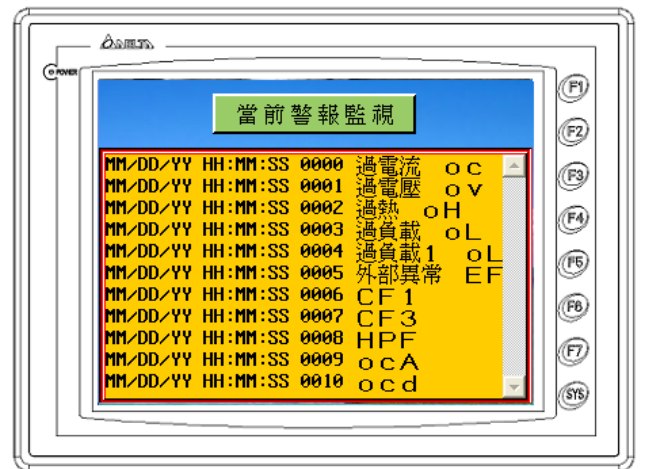 DELTA
POWER
當前警報監視
MM/DD/YY HH:MM:SS 0000 過電流 oc
MM/DD/YY HH:MM:SS 0001 過電壓 ov
MM/DD/YY HH:MM:SS 0002 過熱 oH
MM/DD/YY HH:MM:SS 0003 過負載 oL
MM/DD/YY HH:MM:SS 0004 過負載1 oL
MM/DD/YY HH:MM:SS 0005 外部異常 EF
MM/DD/YY HH:MM:SS 0006 CF1
MM/DD/YY HH:MM:SS 0007 CF3
MM/DD/YY HH:MM:SS 0008 HPF
MM/DD/YY HH:MM:SS 0009 ocA
MM/DD/YY HH:MM:SS 0010 ocd
F1
F2
F3
F4
F5
F6
F7
SYS